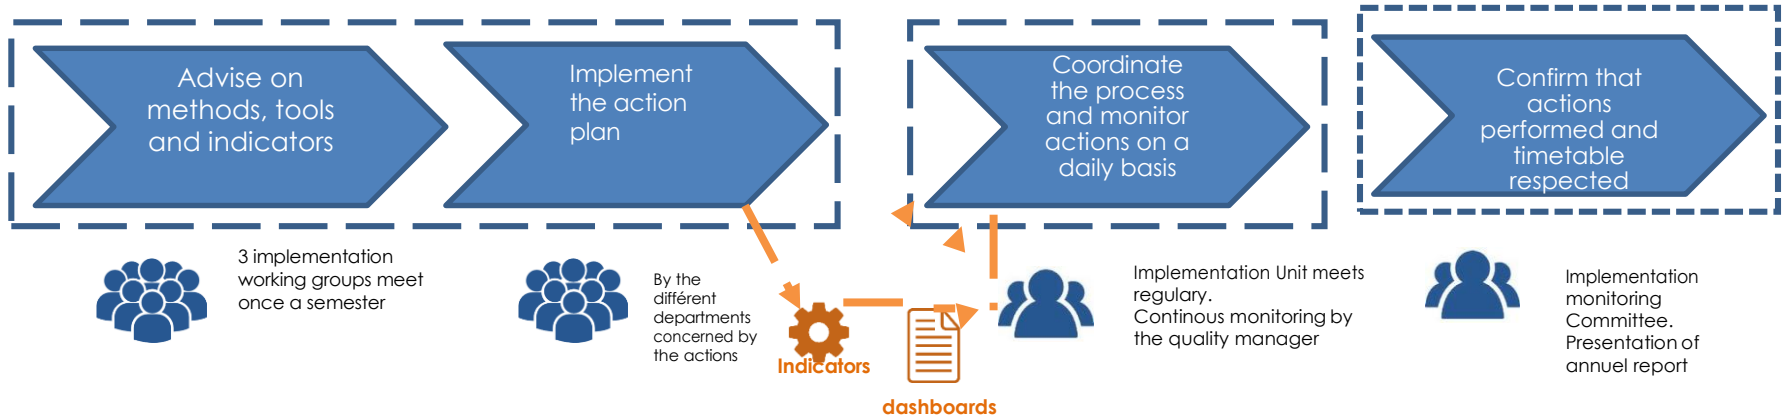 Advise on
methods, tools
and indicators
Implement
the action
plan
Coordinate
the process
and monitor
actions on a
daily basis
Confirm that
actions
performed and
timetable
respected
3 implementation
working groups meet
once a semester
By the
différent
departments
concerned by
the actions
Indicators
dashboards
Implementation Unit meets
regulary.
Continous monitoring by
the quality manager
Implementation
monitoring
Committee.
Presentation of
annual report